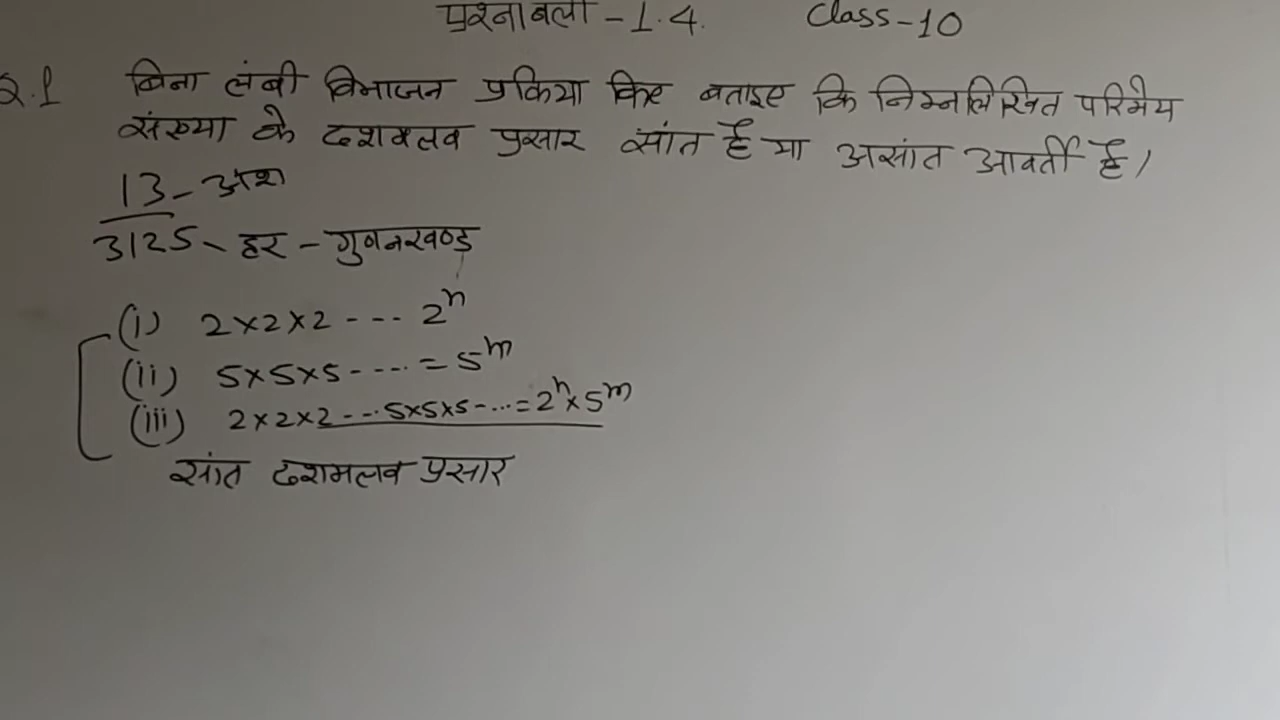 प्रश्नावली - 1.4. Class-10
Q.1 बिना लंबी विभाजन प्रक्रिया किए बताइए कि निम्नलिखित परिमेय
संख्या के दशमलव प्रसार सांत है या असांत आवर्ती है।
13 - अंश
3125 - हर - गुणनखण्ड
(i) 2×2×2 --- 2ⁿ
(ii) 5×5×5 ---- = 5ᵐ
(iii) 2×2×2 --- 5×5×5 ---- = 2ⁿ × 5ᵐ
सांत दशमलव प्रसार